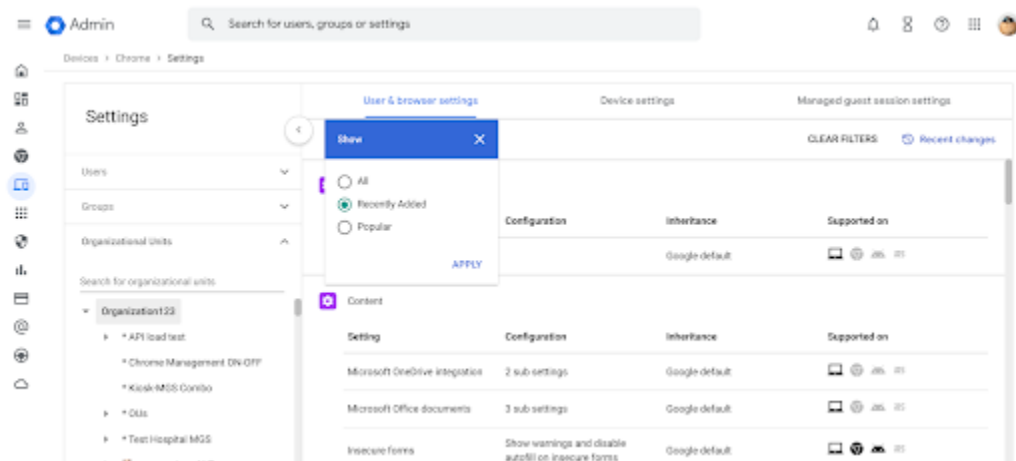 Admin
Search for users, groups or settings
Devices > Chrome > Settings
Settings
Users
Groups
Organizational Units
Search for organizational units
Organization123
* API load test
* Chrome Management ON-OFF
* Kiosk-MGS Combo
* OUs
* Test Hospital MGS
User & browser settings
Device settings
Managed guest session settings
Show
CLEAR FILTERS
Recent changes
All
Recently Added
Popular
APPLY
Configuration
Inheritance
Supported on
Google default
Content
Setting
Configuration
Inheritance
Supported on
Microsoft OneDrive integration
2 sub settings
Google default
Microsoft Office documents
3 sub settings
Google default
Insecure forms
Show warnings and disable
autofill on insecure forms
Google default